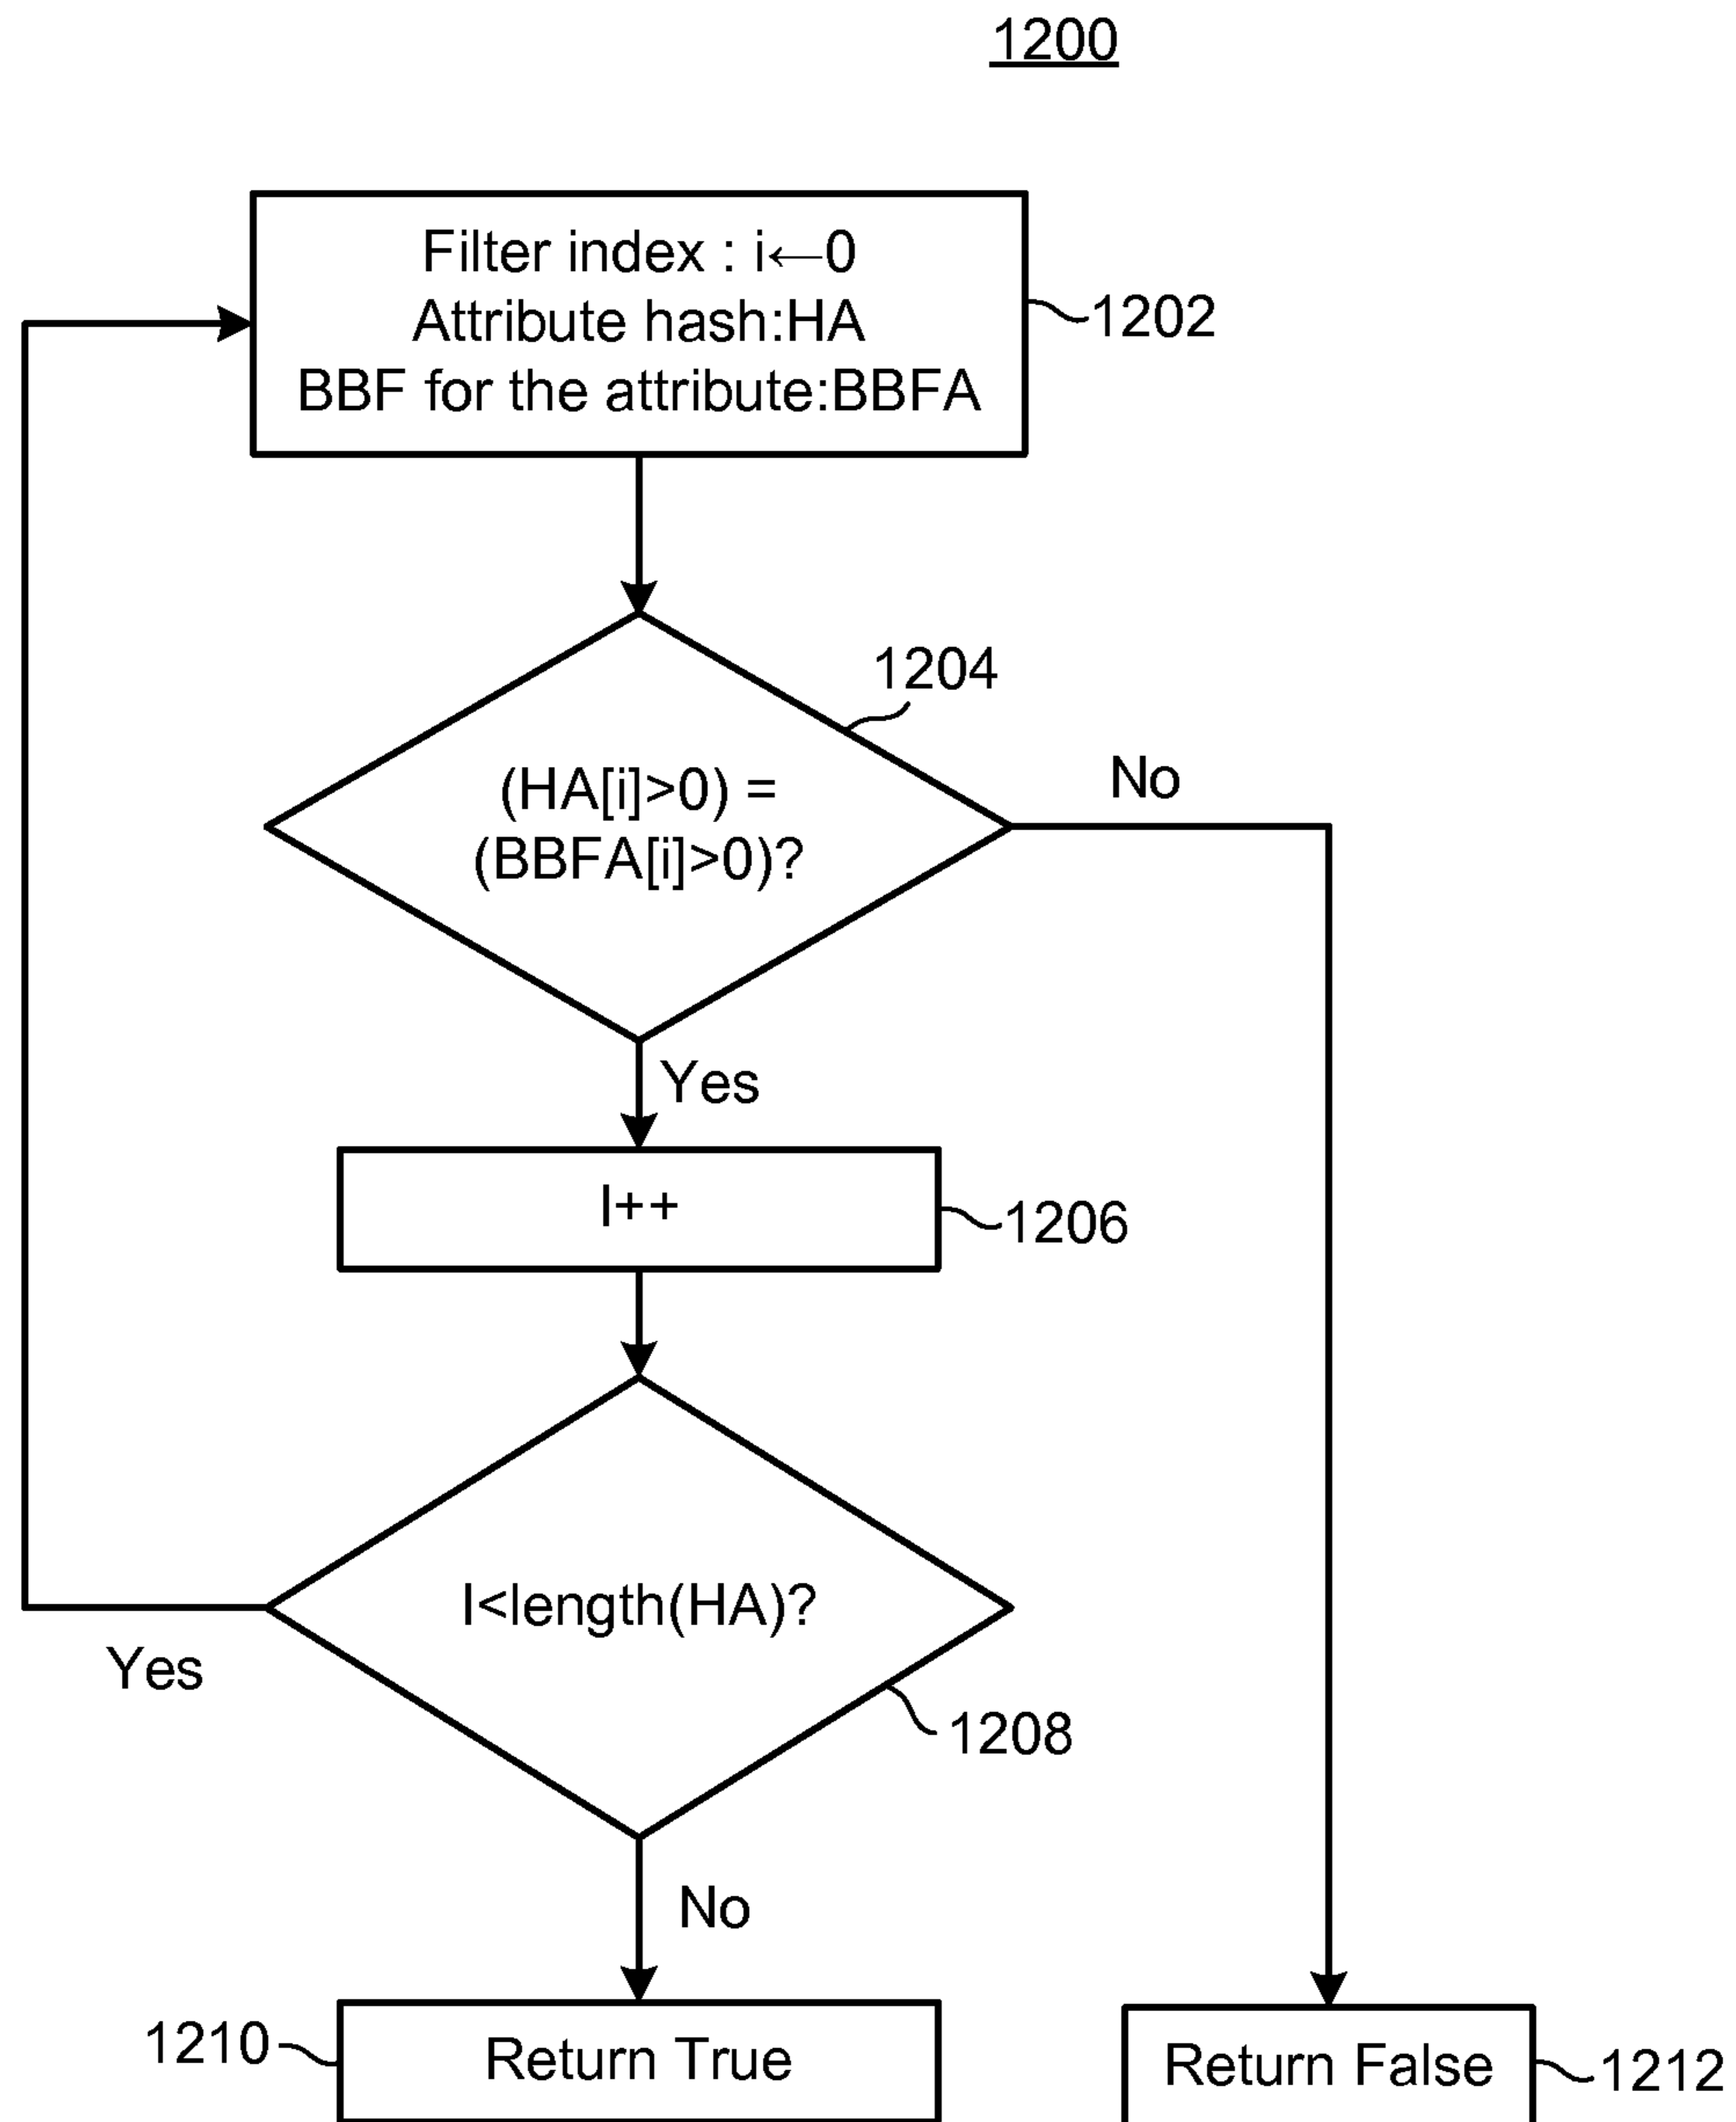 1200
Filter index : i←0
Attribute hash:HA
BBF for the attribute:BBFA
1202
1204
(HA[i]>0) =
(BBFA[i]>0)?
No
Yes
I++
1206
I<length(HA)?
Yes
1208
No
1210
Return True
Return False
1212